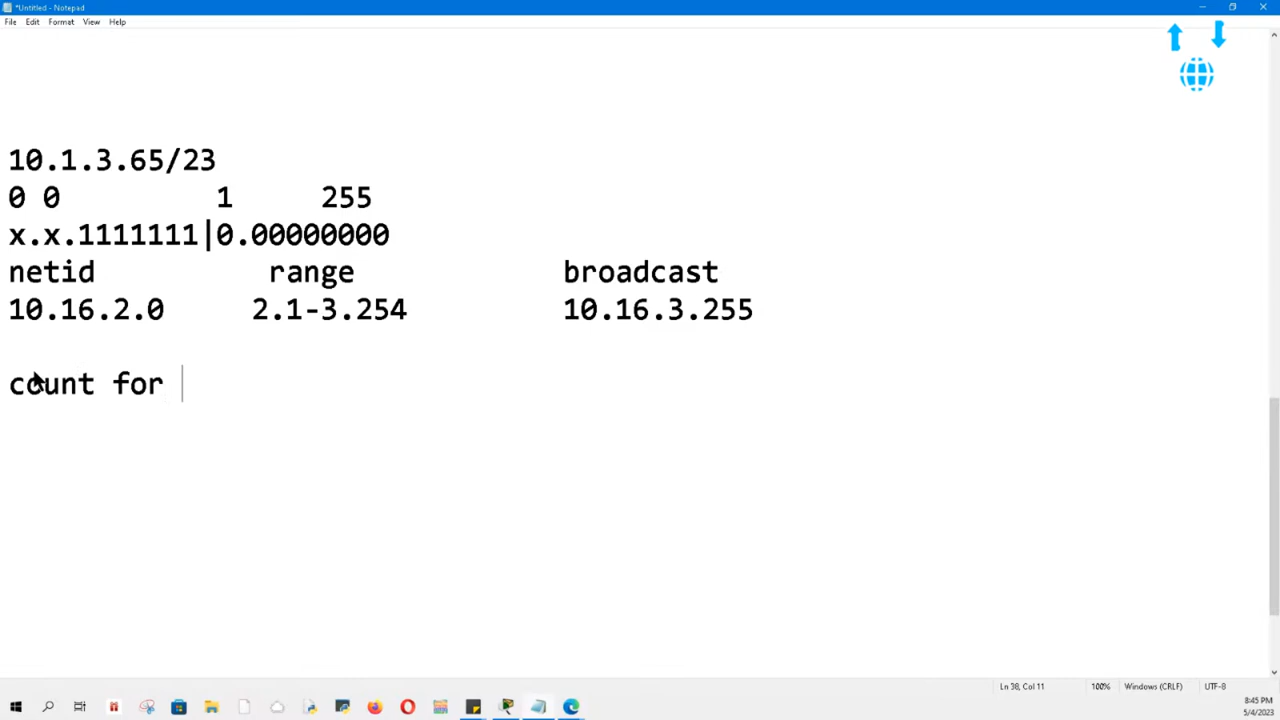 *Untitled - Notepad
File Edit Format View Help
10.1.3.65/23
0 0 1 255
x.x.1111111|0.00000000
netid range broadcast
10.16.2.0 2.1-3.254 10.16.3.255
count for
Ln 38, Col 11 100% Windows (CRLF) UTF-8
8:45 PM
5/4/2023